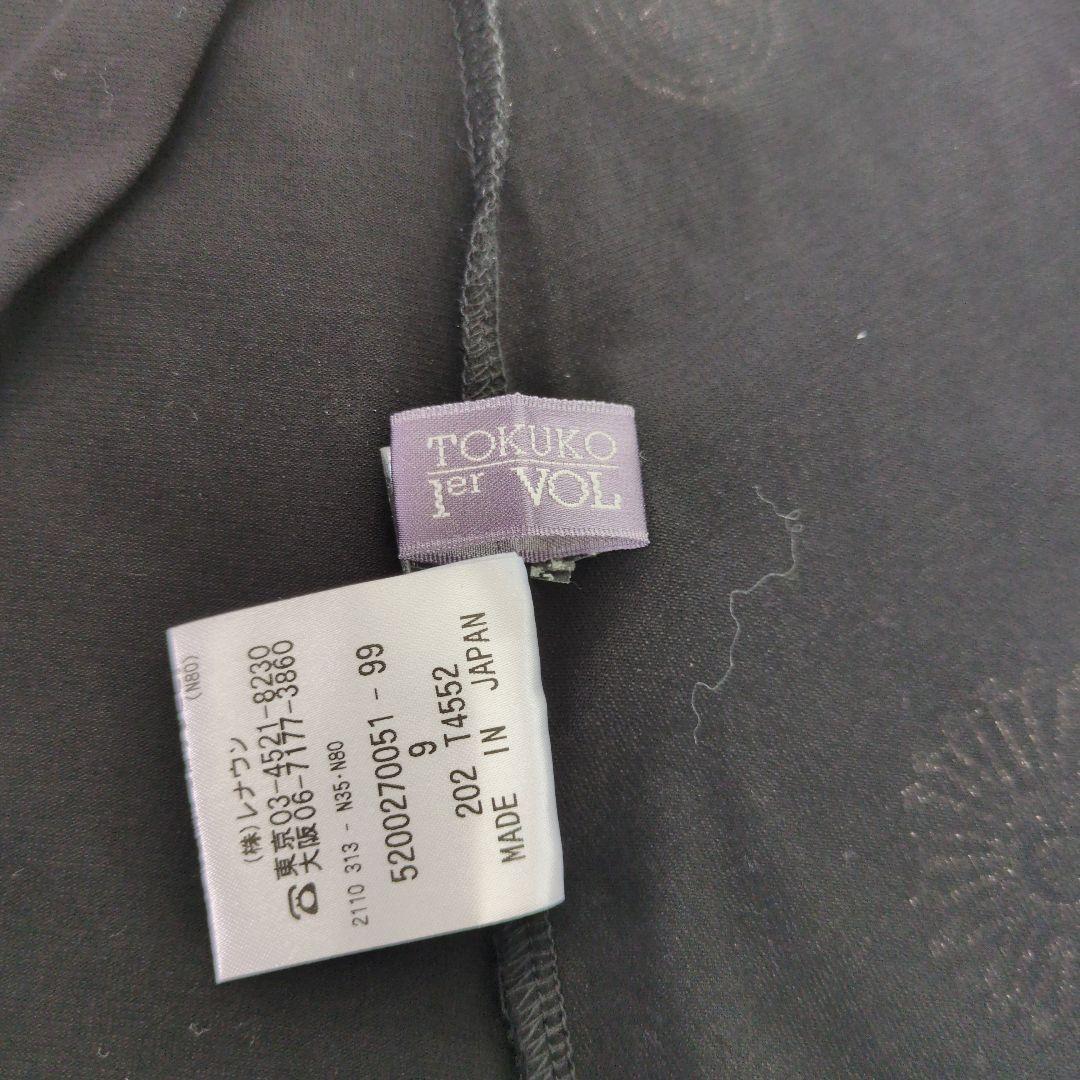 TOKUKO
1er VOL
(N80)
(株)レナウン
東京03-4521-8230
大阪06-7177-3860
2110 313 - N35·N80
5200270051 - 99
9
202 T4552
MADE IN JAPAN